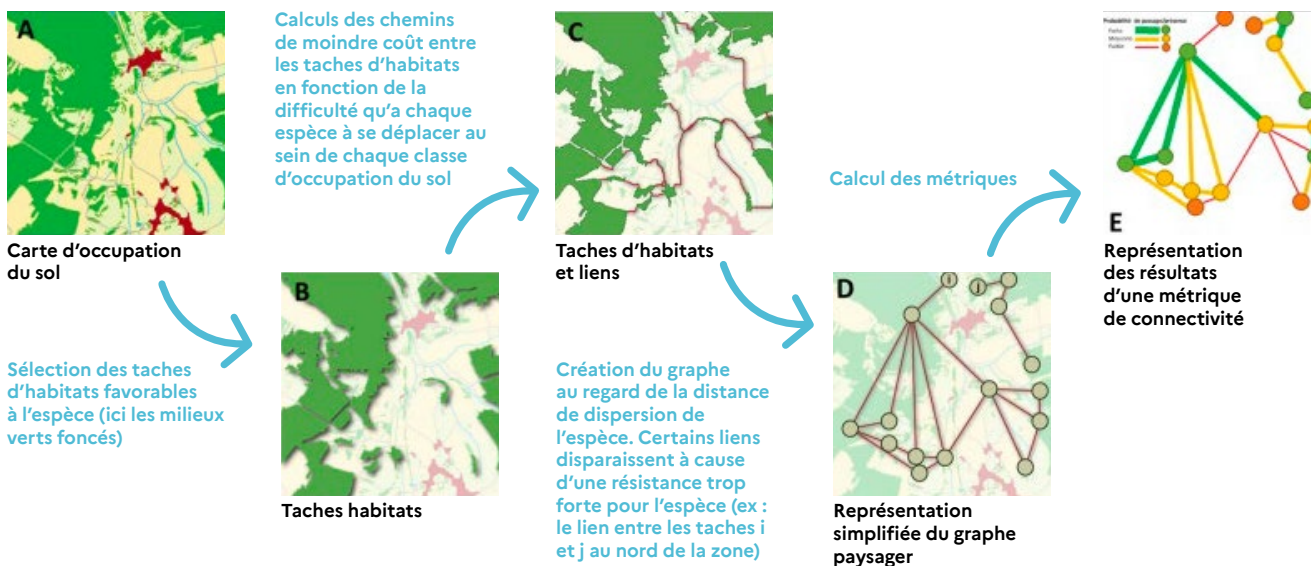 A
Carte d'occupation
du sol
Sélection des taches
d'habitats favorables
à l'espèce (ici les milieux
verts foncés)
B
Taches habitats
Calculs des chemins
de moindre coût entre
les taches d'habitats
en fonction de la
difficulté qu'a chaque
espèce à se déplacer au
sein de chaque classe
d'occupation du sol
C
Taches d'habitats
et liens
Création du graphe
au regard de la distance
de dispersion de
l'espèce. Certains liens
disparaissent à cause
d'une résistance trop
forte pour l'espèce (ex :
le lien entre les taches i
et j au nord de la zone)
D
i
j
Représentation
simplifiée du graphe
paysager
Calcul des métriques
Probabilité de
E
Représentation
des résultats
d'une métrique
de connectivité